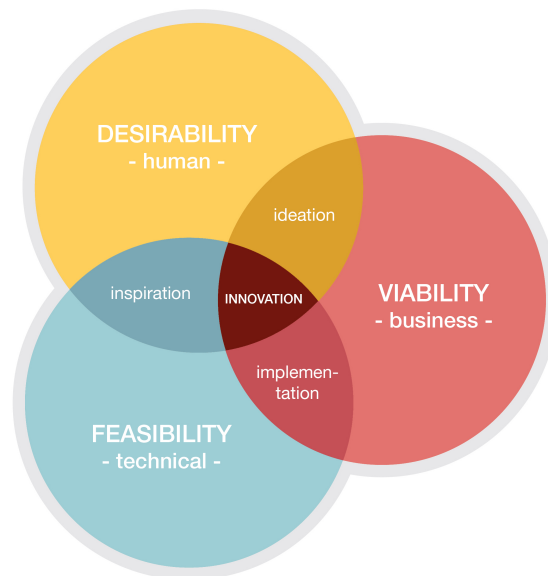 DESIRABILITY
- human -
ideation
inspiration
INNOVATION
VIABILITY
- business -
implemen-
tation
FEASIBILITY
- technical -